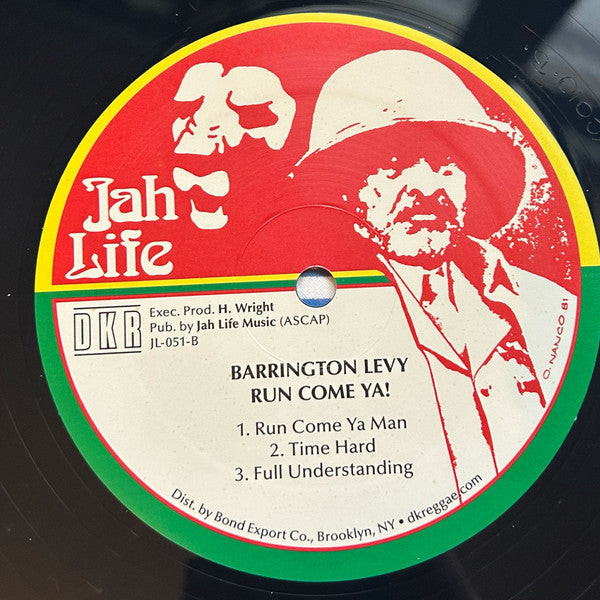 Jah
Life
DKR
Exec. Prod. H. Wright
Pub. by Jah Life Music (ASCAP)
JL-051-B
BARRINGTON LEVY
RUN COME YA!
1. Run Come Ya Man
2. Time Hard
3. Full Understanding
O. NANCO 81
Dist. by Bond Export Co., Brooklyn, NY • dkreggae.com